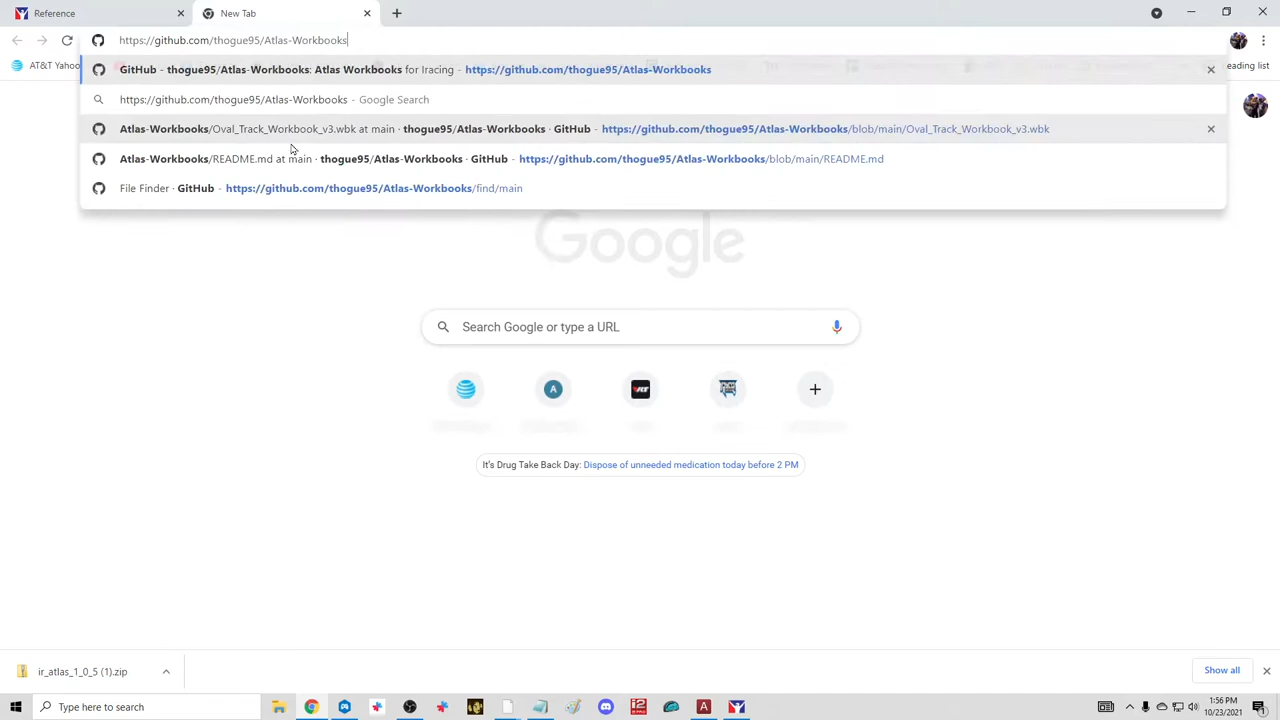 Reference
New Tab
https://github.com/thogue95/Atlas-Workbooks
AT&T Yahoo
eading list
GitHub - thogue95/Atlas-Workbooks: Atlas Workbooks for Iracing - https://github.com/thogue95/Atlas-Workbooks
https://github.com/thogue95/Atlas-Workbooks - Google Search
Atlas-Workbooks/Oval_Track_Workbook_v3.wbk at main · thogue95/Atlas-Workbooks · GitHub - https://github.com/thogue95/Atlas-Workbooks/blob/main/Oval_Track_Workbook_v3.wbk
Atlas-Workbooks/README.md at main · thogue95/Atlas-Workbooks · GitHub - https://github.com/thogue95/Atlas-Workbooks/blob/main/README.md
File Finder · GitHub - https://github.com/thogue95/Atlas-Workbooks/find/main
Google
Search Google or type a URL
A
It's Drug Take Back Day: Dispose of unneeded medication today before 2 PM
ir_atlas_1_0_5 (1).zip
Show all
Type here to search
1:56 PM
10/23/2021